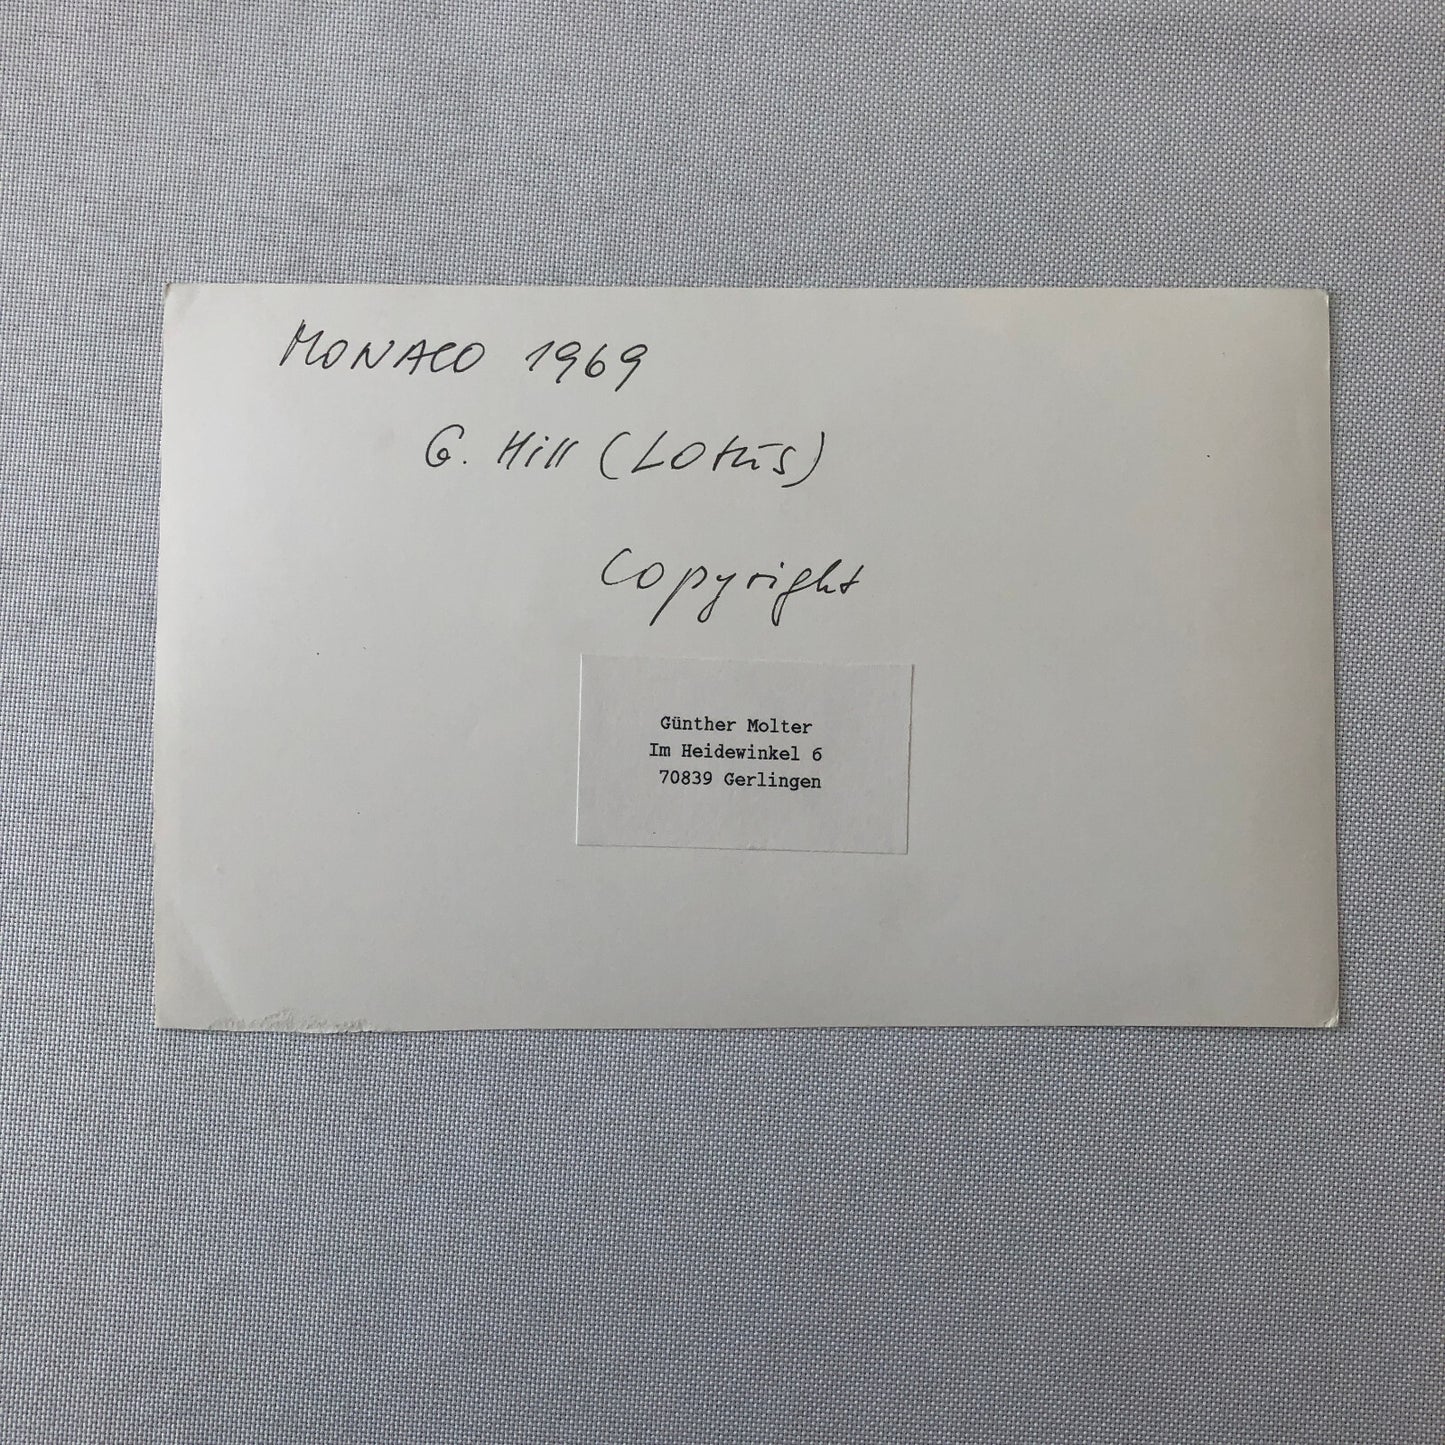 MONACO 1969
G. Hill (Lotus)
Copyright
Günther Molter
Im Heidewinkel 6
70839 Gerlingen